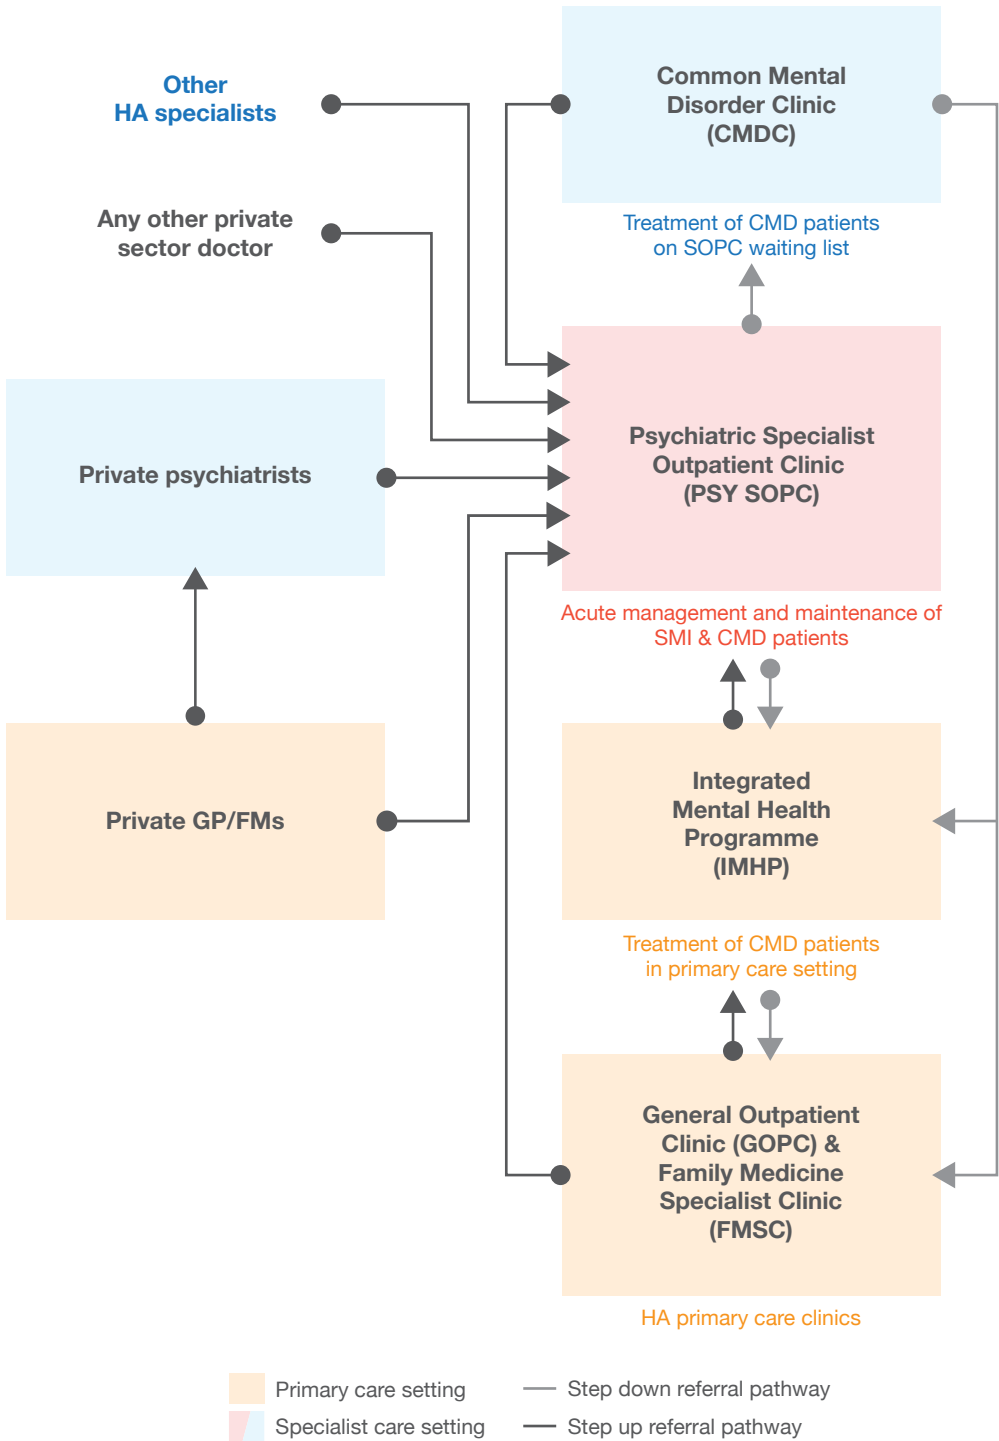 Other
HA specialists
Common Mental
Disorder Clinic
(CMDC)
Any other private
sector doctor
Treatment of CMD patients
on SOPC waiting list
Private psychiatrists
Psychiatric Specialist
Outpatient Clinic
(PSY SOPC)
Acute management and maintenance of
SMI & CMD patients
Private GP/FMs
Integrated
Mental Health
Programme
(IMHP)
Treatment of CMD patients
in primary care setting
General Outpatient
Clinic (GOPC) &
Family Medicine
Specialist Clinic
(FMSC)
HA primary care clinics
Primary care setting
Step down referral pathway
Specialist care setting
Step up referral pathway